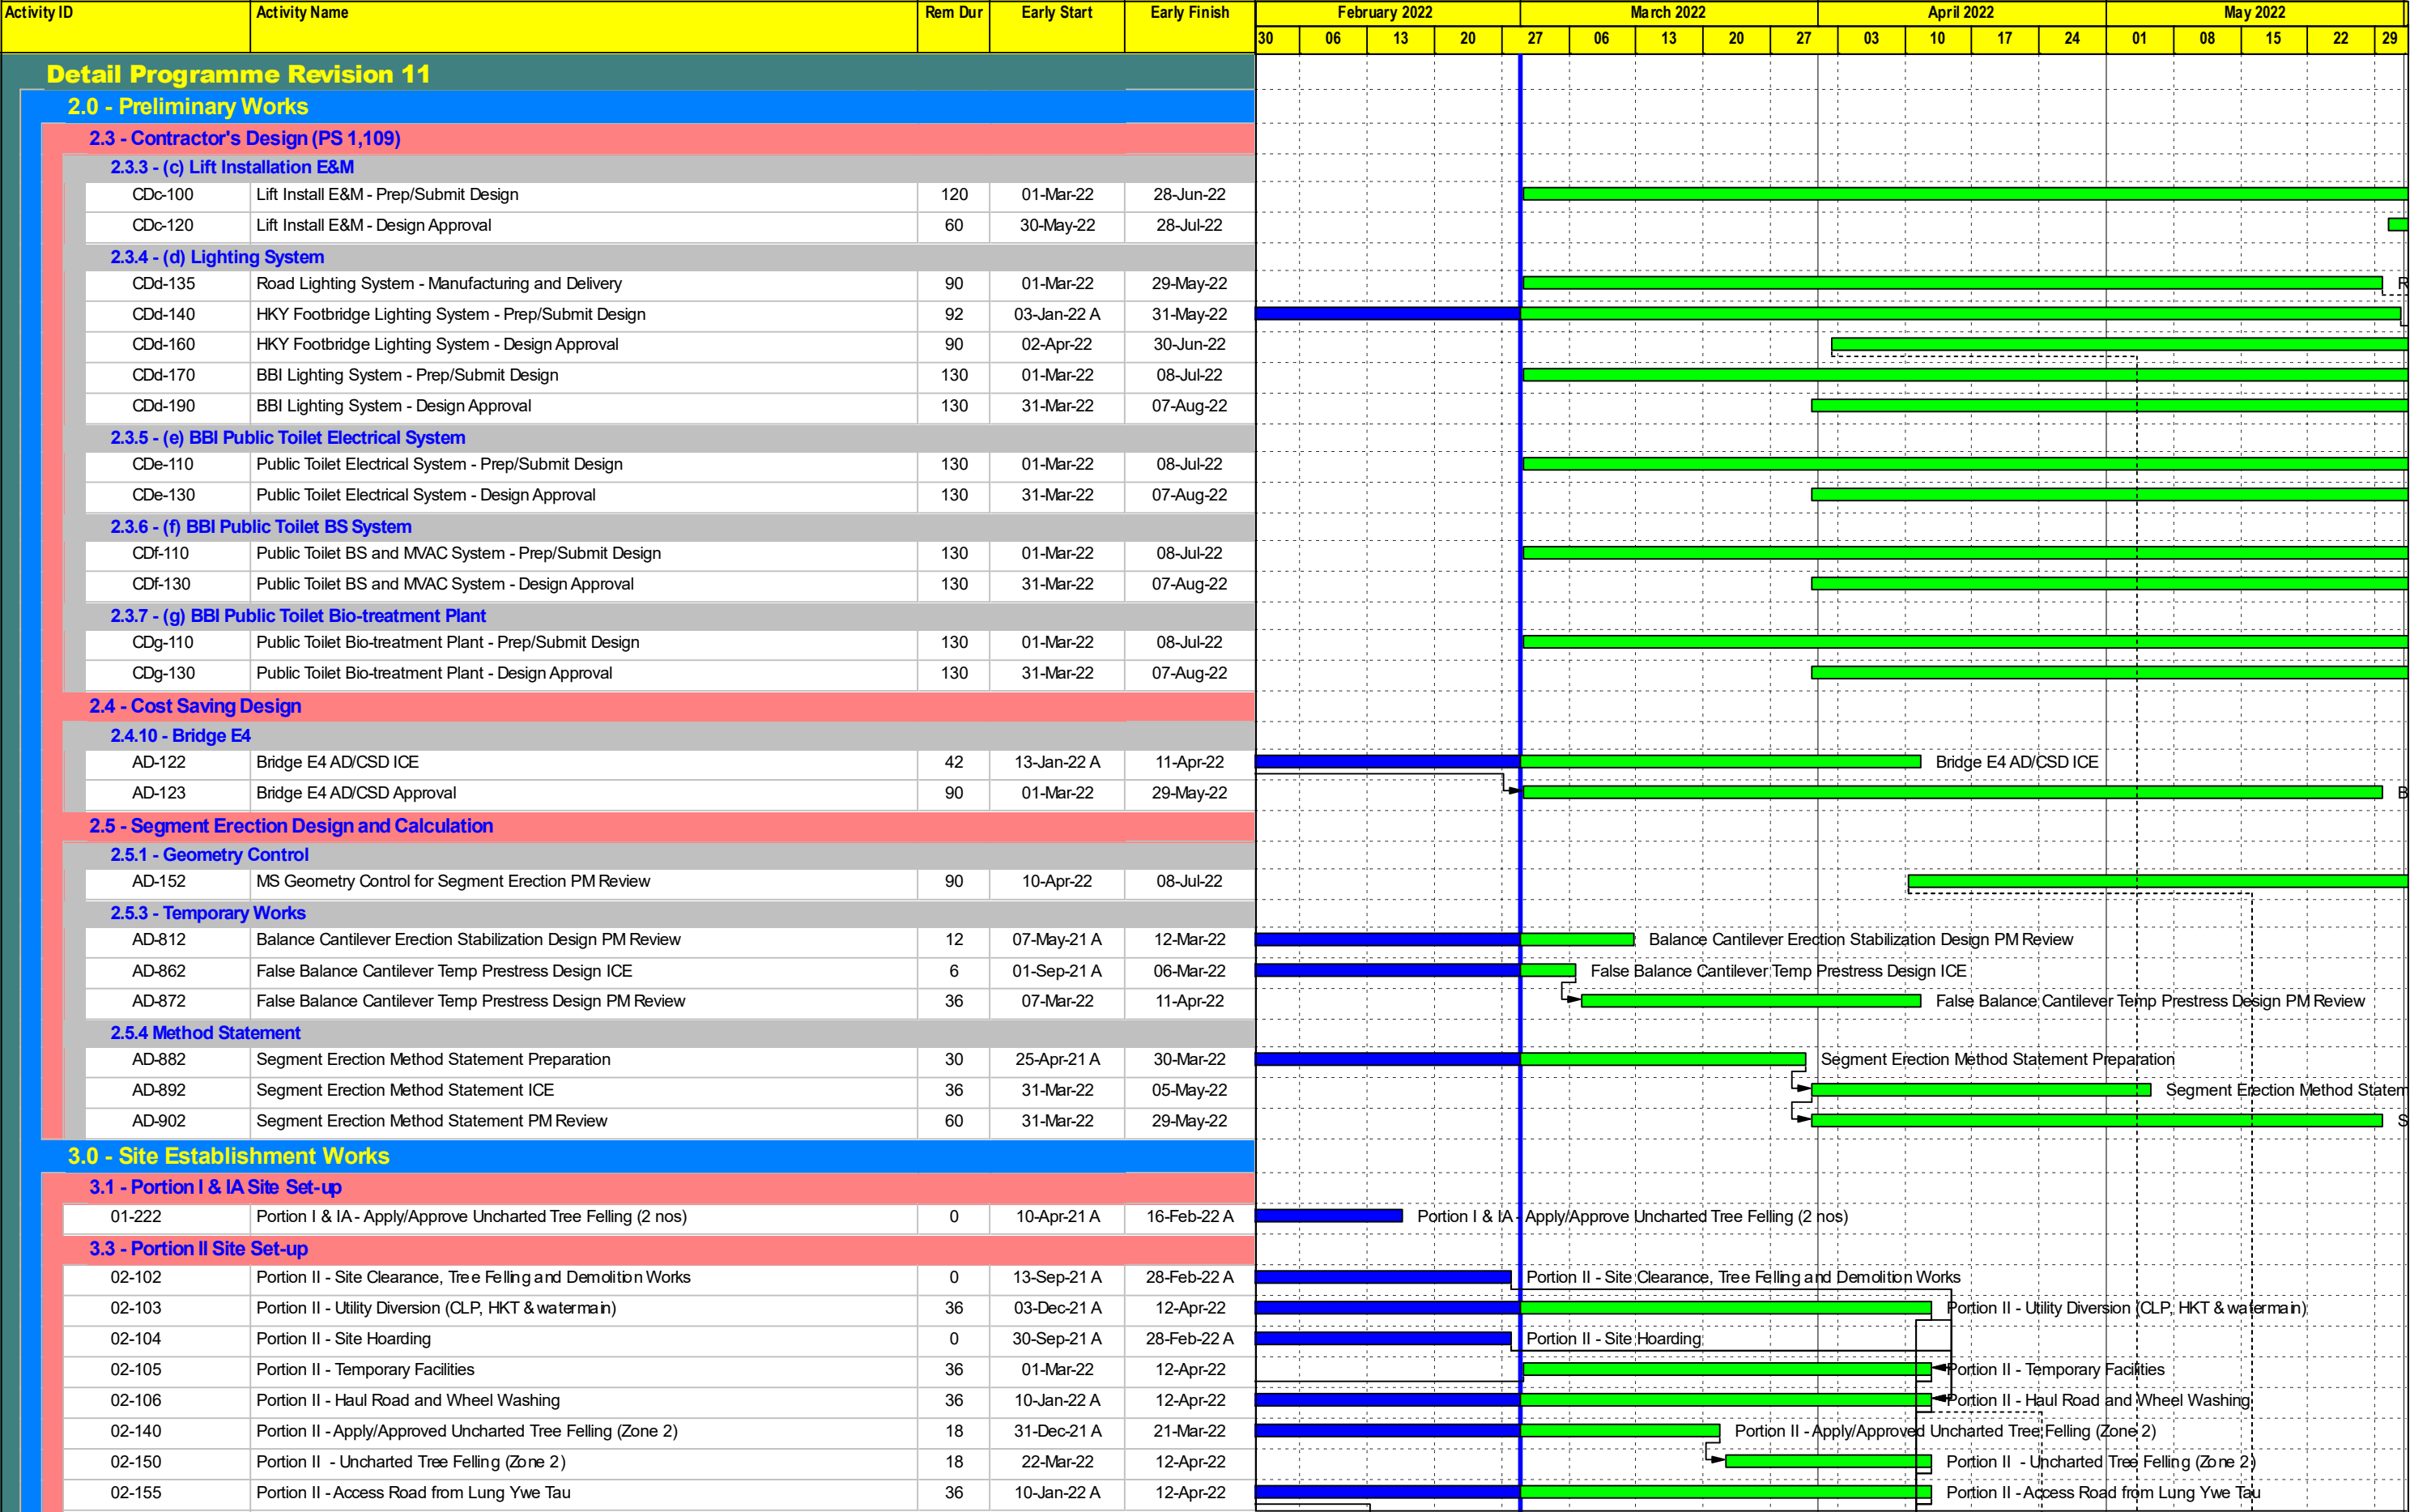 Activity ID Activity Name Rem Dur Early Start Early Finish February 2022 March 2022 April 2022 May 2022
30 06 13 20 27 06 13 20 27 03 10 17 24 01 08 15 22 29
Detail Programme Revision 11
2.0 - Preliminary Works
2.3 - Contractor's Design (PS 1,109)
2.3.3 - (c) Lift Installation E&M
CDc-100 Lift Install E&M - Prep/Submit Design 120 01-Mar-22 28-Jun-22
CDc-120 Lift Install E&M - Design Approval 60 30-May-22 28-Jul-22
2.3.4 - (d) Lighting System
CDd-135 Road Lighting System - Manufacturing and Delivery 90 01-Mar-22 29-May-22 R
CDd-140 HKY Footbridge Lighting System - Prep/Submit Design 92 03-Jan-22 A 31-May-22
CDd-160 HKY Footbridge Lighting System - Design Approval 90 02-Apr-22 30-Jun-22
CDd-170 BBI Lighting System - Prep/Submit Design 130 01-Mar-22 08-Jul-22
CDd-190 BBI Lighting System - Design Approval 130 31-Mar-22 07-Aug-22
2.3.5 - (e) BBI Public Toilet Electrical System
CDe-110 Public Toilet Electrical System - Prep/Submit Design 130 01-Mar-22 08-Jul-22
CDe-130 Public Toilet Electrical System - Design Approval 130 31-Mar-22 07-Aug-22
2.3.6 - (f) BBI Public Toilet BS System
CDf-110 Public Toilet BS and MVAC System - Prep/Submit Design 130 01-Mar-22 08-Jul-22
CDf-130 Public Toilet BS and MVAC System - Design Approval 130 31-Mar-22 07-Aug-22
2.3.7 - (g) BBI Public Toilet Bio-treatment Plant
CDg-110 Public Toilet Bio-treatment Plant - Prep/Submit Design 130 01-Mar-22 08-Jul-22
CDg-130 Public Toilet Bio-treatment Plant - Design Approval 130 31-Mar-22 07-Aug-22
2.4 - Cost Saving Design
2.4.10 - Bridge E4
AD-122 Bridge E4 AD/CSD ICE 42 13-Jan-22 A 11-Apr-22 Bridge E4 AD/CSD ICE
AD-123 Bridge E4 AD/CSD Approval 90 01-Mar-22 29-May-22 B
2.5 - Segment Erection Design and Calculation
2.5.1 - Geometry Control
AD-152 MS Geometry Control for Segment Erection PM Review 90 10-Apr-22 08-Jul-22
2.5.3 - Temporary Works
AD-812 Balance Cantilever Erection Stabilization Design PM Review 12 07-May-21 A 12-Mar-22 Balance Cantilever Erection Stabilization Design PM Review
AD-862 False Balance Cantilever Temp Prestress Design ICE 6 01-Sep-21 A 06-Mar-22 False Balance Cantilever Temp Prestress Design ICE
AD-872 False Balance Cantilever Temp Prestress Design PM Review 36 07-Mar-22 11-Apr-22 False Balance Cantilever Temp Prestress Design PM Review
2.5.4 Method Statement
AD-882 Segment Erection Method Statement Preparation 30 25-Apr-21 A 30-Mar-22 Segment Erection Method Statement Preparation
AD-892 Segment Erection Method Statement ICE 36 31-Mar-22 05-May-22 Segment Erection Method Statem
AD-902 Segment Erection Method Statement PM Review 60 31-Mar-22 29-May-22 S
3.0 - Site Establishment Works
3.1 - Portion I & IA Site Set-up
01-222 Portion I & IA - Apply/Approve Uncharted Tree Felling (2 nos) 0 10-Apr-21 A 16-Feb-22 A Portion I & IA - Apply/Approve Uncharted Tree Felling (2 nos)
3.3 - Portion II Site Set-up
02-102 Portion II - Site Clearance, Tree Felling and Demolition Works 0 13-Sep-21 A 28-Feb-22 A Portion II - Site Clearance, Tree Felling and Demolition Works
02-103 Portion II - Utility Diversion (CLP, HKT & watermain) 36 03-Dec-21 A 12-Apr-22 Portion II - Utility Diversion (CLP, HKT & watermain)
02-104 Portion II - Site Hoarding 0 30-Sep-21 A 28-Feb-22 A Portion II - Site Hoarding
02-105 Portion II - Temporary Facilities 36 01-Mar-22 12-Apr-22 Portion II - Temporary Facilities
02-106 Portion II - Haul Road and Wheel Washing 36 10-Jan-22 A 12-Apr-22 Portion II - Haul Road and Wheel Washing
02-140 Portion II - Apply/Approved Uncharted Tree Felling (Zone 2) 18 31-Dec-21 A 21-Mar-22 Portion II - Apply/Approved Uncharted Tree Felling (Zone 2)
02-150 Portion II - Uncharted Tree Felling (Zone 2) 18 22-Mar-22 12-Apr-22 Portion II - Uncharted Tree Felling (Zone 2)
02-155 Portion II - Access Road from Lung Ywe Tau 36 10-Jan-22 A 12-Apr-22 Portion II - Access Road from Lung Ywe Tau